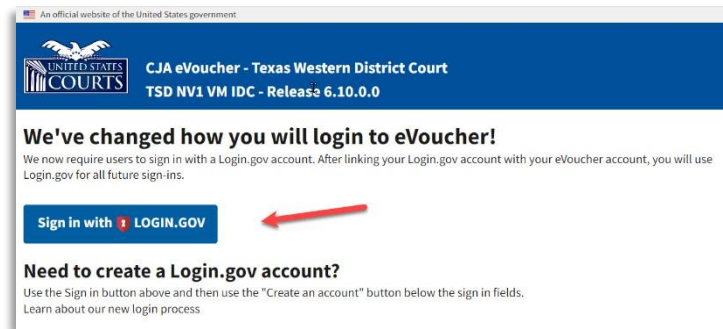 An official website of the United States government
UNITED STATES
COURTS
CJA eVoucher - Texas Western District Court
TSD NV1 VM IDC - Release 6.10.0.0
We've changed how you will login to eVoucher!
We now require users to sign in with a Login.gov account. After linking your Login.gov account with your eVoucher account, you will use
Login.gov for all future sign-ins.
Sign in with LOGIN.GOV
Need to create a Login.gov account?
Use the Sign in button above and then use the "Create an account" button below the sign in fields.
Learn about our new login process